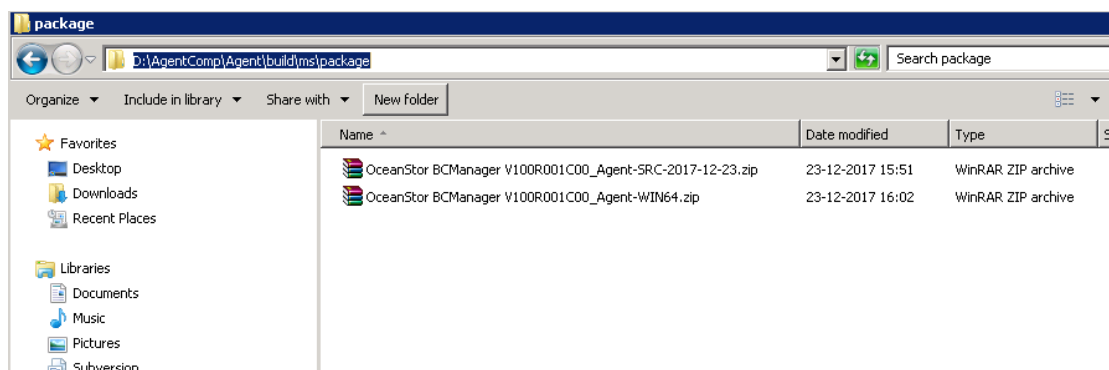 package
D:\AgentComp\Agent\build\ms\package
Search package
Organize
Include in library
Share with
New folder
Favorites
Desktop
Downloads
Recent Places
Libraries
Documents
Music
Pictures
Subversion
Name
Date modified
Type
OceanStor BCManager V100R001C00_Agent-SRC-2017-12-23.zip
23-12-2017 15:51
WinRAR ZIP archive
OceanStor BCManager V100R001C00_Agent-WIN64.zip
23-12-2017 16:02
WinRAR ZIP archive